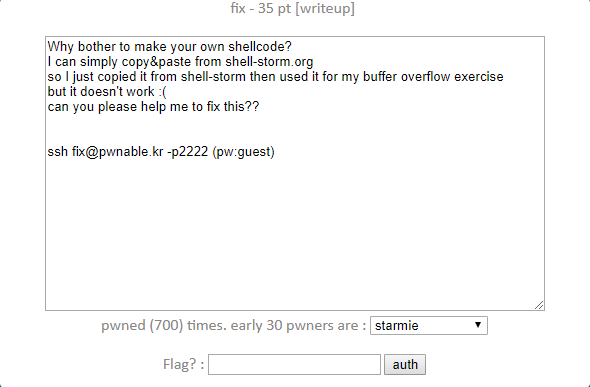 fix - 35 pt [writeup]
Why bother to make your own shellcode?
I can simply copy&paste from shell-storm.org
so I just copied it from shell-storm then used it for my buffer overflow exercise
but it doesn't work :(
can you please help me to fix this??
ssh fix@pwnable.kr -p2222 (pw:guest)
pwned (700) times. early 30 pwners are : starmie
Flag? : auth